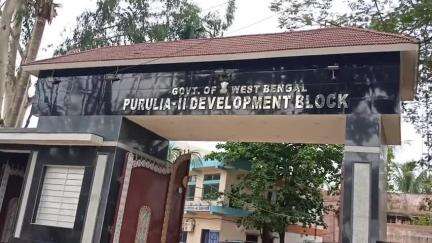 GOVT. OF WEST BENGAL
PURULIA-II DEVELOPMENT BLOCK